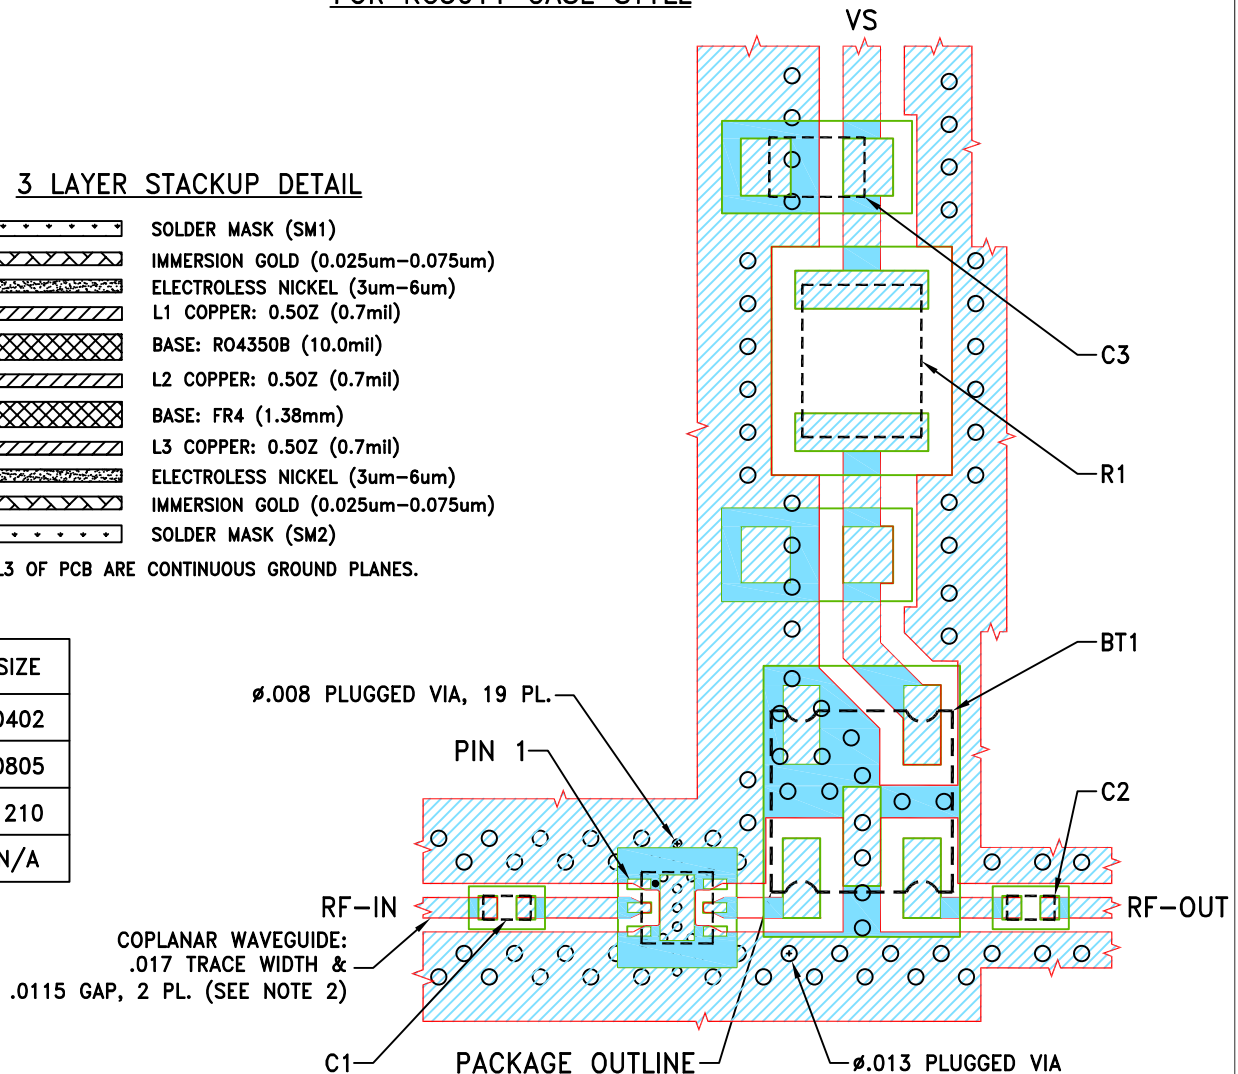 VS
3 LAYER STACKUP DETAIL
SOLDER MASK (SM1)
IMMERSION GOLD (0.025um-0.075um)
ELECTROLESS NICKEL (3um-6um)
L1 COPPER: 0.5OZ (0.7mil)
BASE: RO4350B (10.0mil)
L2 COPPER: 0.5OZ (0.7mil)
BASE: FR4 (1.38mm)
L3 COPPER: 0.5OZ (0.7mil)
ELECTROLESS NICKEL (3um-6um)
IMMERSION GOLD (0.025um-0.075um)
SOLDER MASK (SM2)
L3 OF PCB ARE CONTINUOUS GROUND PLANES.
C3
R1
BT1
C2
SIZE
0402
0805
1210
N/A
ø.008 PLUGGED VIA, 19 PL.
PIN 1
RF-IN
RF-OUT
COPLANAR WAVEGUIDE:
.017 TRACE WIDTH &
.0115 GAP, 2 PL. (SEE NOTE 2)
C1
PACKAGE OUTLINE
ø.013 PLUGGED VIA